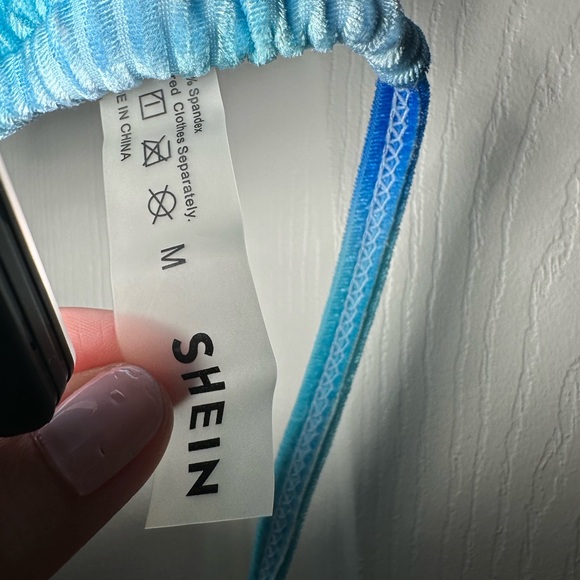 % Spandex
red Clothes Separately.
E IN CHINA
M
SHEIN